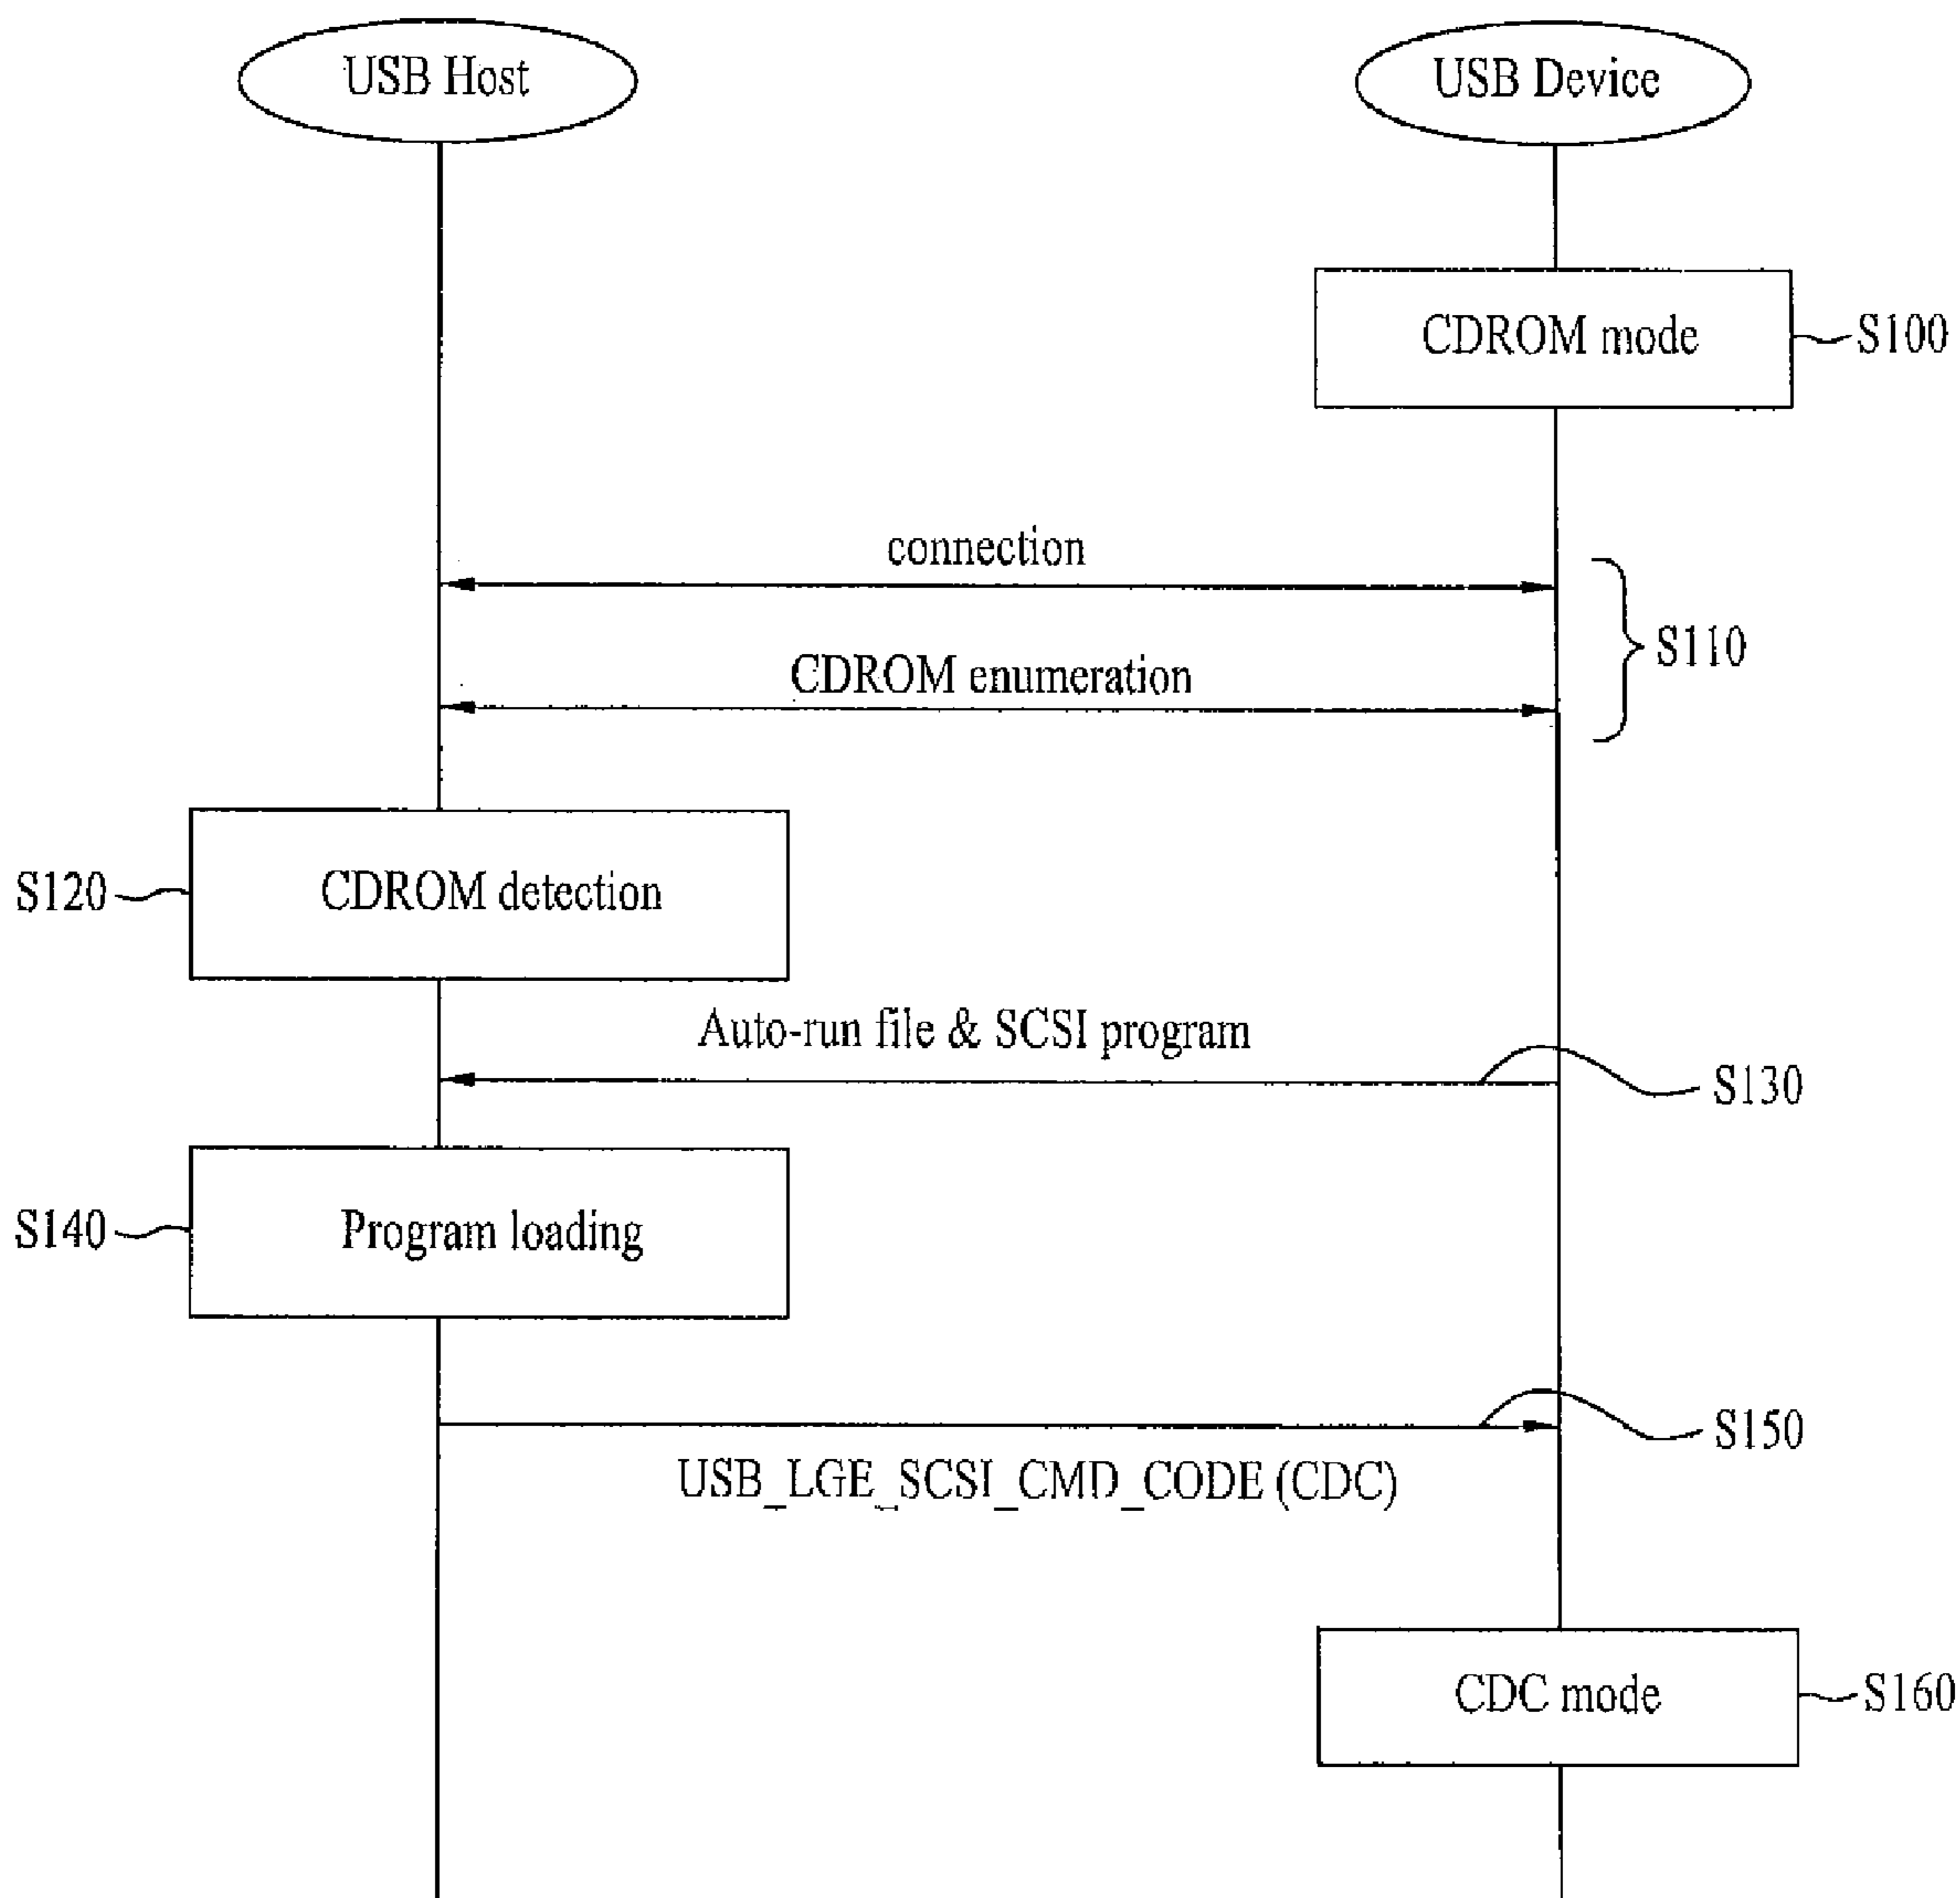 USB Host
USB Device
CDROM mode
S100
connection
CDROM enumeration
S110
S120
CDROM detection
Auto-run file & SCSI program
S130
S140
Program loading
S150
USB_LGE_SCSI_CMD_CODE (CDC)
CDC mode
S160